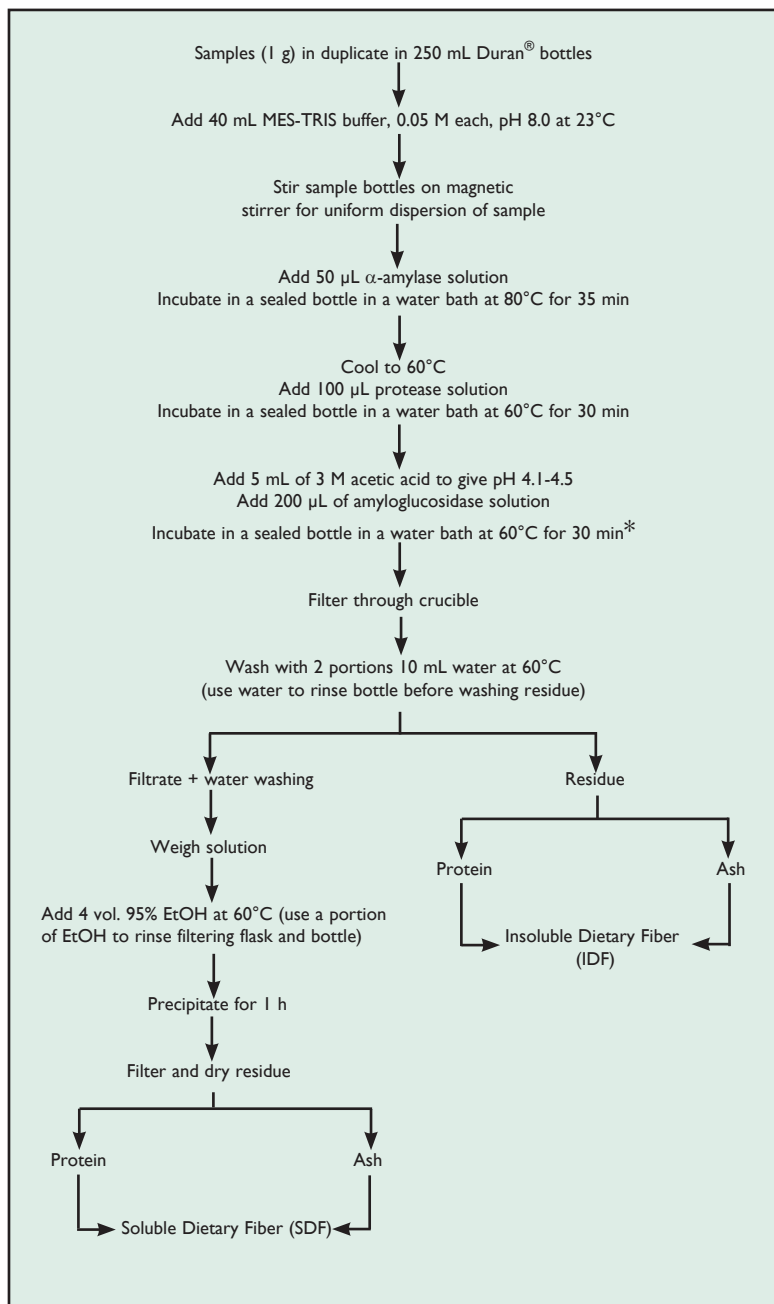 Samples (1 g) in duplicate in 250 mL Duran® bottles
Add 40 mL MES-TRIS buffer, 0.05 M each, pH 8.0 at 23°C
Stir sample bottles on magnetic
stirrer for uniform dispersion of sample
Add 50 µL α-amylase solution
Incubate in a sealed bottle in a water bath at 80°C for 35 min
Cool to 60°C
Add 100 µL protease solution
Incubate in a sealed bottle in a water bath at 60°C for 30 min
Add 5 mL of 3 M acetic acid to give pH 4.1-4.5
Add 200 µL of amyloglucosidase solution
Incubate in a sealed bottle in a water bath at 60°C for 30 min*
Filter through crucible
Wash with 2 portions 10 mL water at 60°C
(use water to rinse bottle before washing residue)
Filtrate + water washing
Residue
Weigh solution
Protein
Ash
Add 4 vol. 95% EtOH at 60°C (use a portion
of EtOH to rinse filtering flask and bottle)
Insoluble Dietary Fiber
(IDF)
Precipitate for 1 h
Filter and dry residue
Protein
Ash
Soluble Dietary Fiber (SDF)